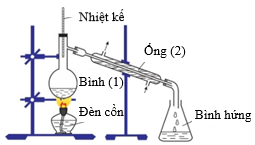 Nhiệt kế
Ống (2)
Bình (1)
Đèn cồn
Bình hứng